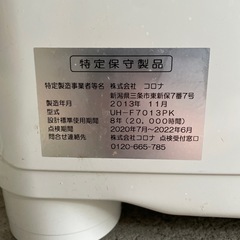 特定保守製品
特定製造事業者等名 株式会社 コロナ
新潟県三条市東新保7番7号
製造年月 2013年 11月
型式 UH-F7013PK
設計標準使用期間 8年(20,000時間)
点検期間 2020年7月～2022年6月
問合せ連絡先 株式会社コロナ 点検受付窓口
0120-665-785